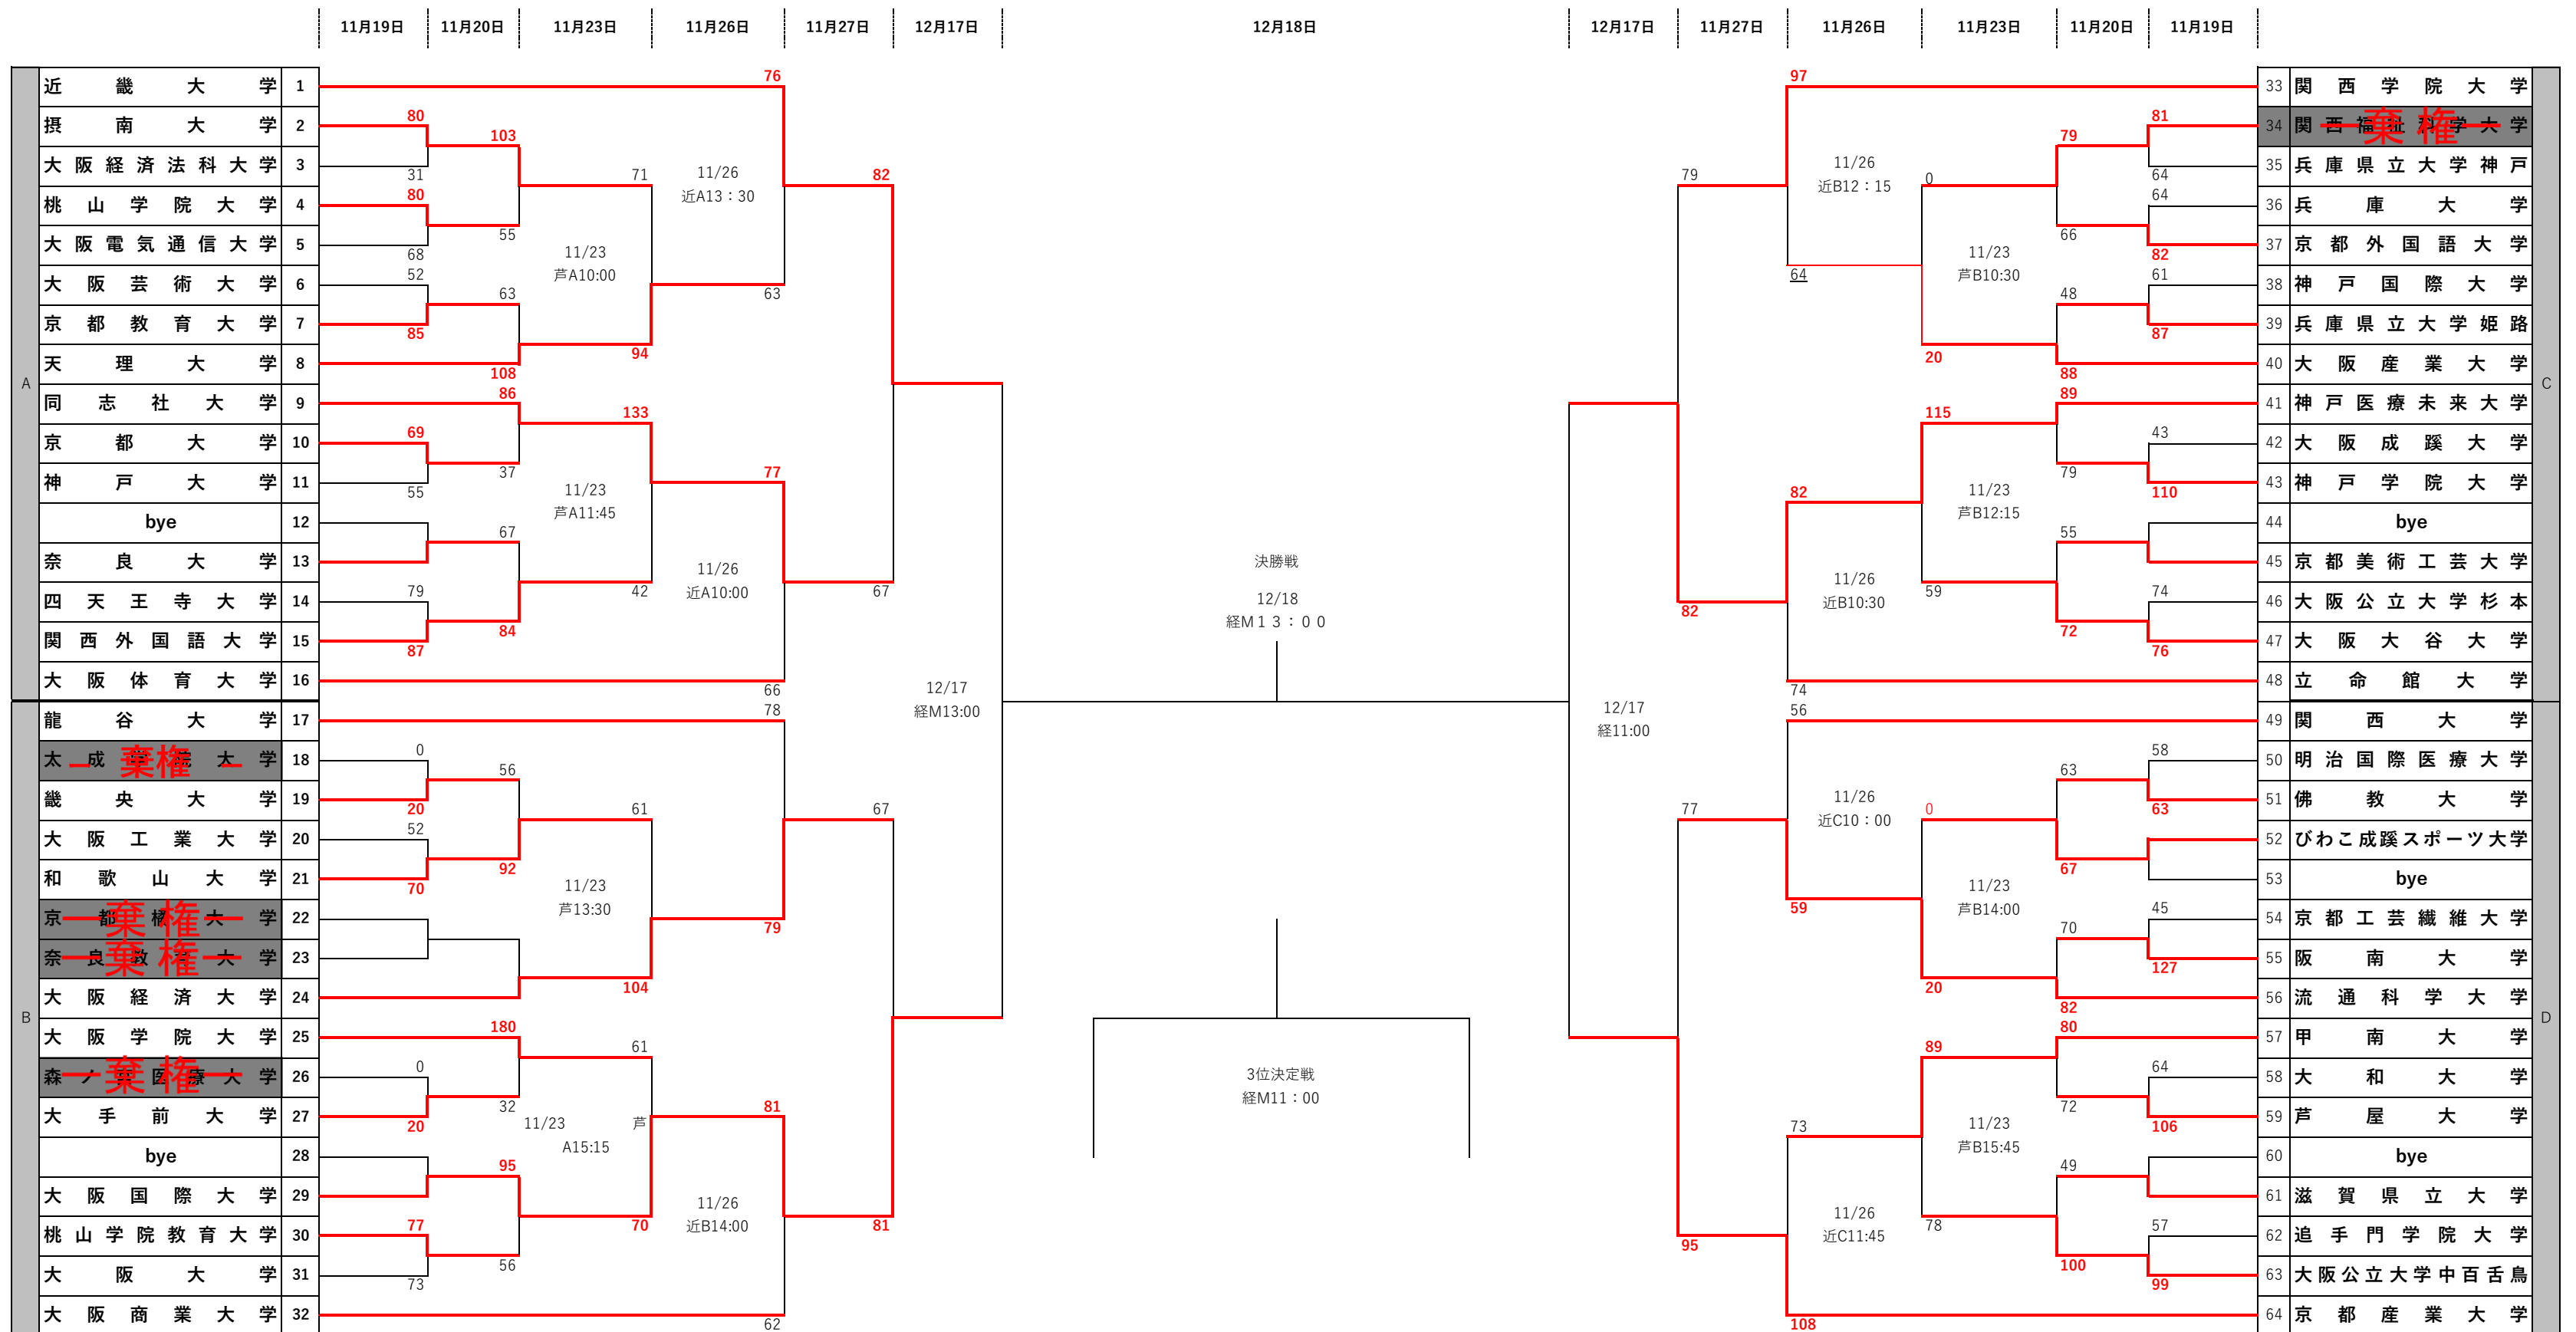 11月19日 11月20日 11月23日 11月26日 11月27日 12月17日 12月18日 12月17日 11月27日 11月26日 11月23日 11月20日 11月19日
A
近畿大学 1
摂南大学 2
大阪経済法科大学 3
桃山学院大学 4
大阪電気通信大学 5
大阪芸術大学 6
京都教育大学 7
天理大学 8
同志社大学 9
京都大学 10
神戸大学 11
bye 12
奈良大学 13
四天王寺大学 14
関西外国語大学 15
大阪体育大学 16
B
龍谷大学 17
太成学院大学 18
棄権
畿央大学 19
大阪工業大学 20
和歌山大学 21
京都橘大学 22
棄権
奈良教育大学 23
棄権
大阪経済大学 24
大阪学院大学 25
森ノ宮医療大学 26
棄権
大手前大学 27
bye 28
大阪国際大学 29
桃山学院教育大学 30
大阪大学 31
大阪商業大学 32
80
31
80
68
52
85
69
55
79
87
0
20
52
70
0
20
77
73
103
55
63
108
86
37
67
84
56
92
180
32
95
56
71
11/23
芦A10:00
94
133
11/23
芦A11:45
42
61
11/23
芦13:30
104
61
11/23 芦
A15:15
70
76
11/26
近A13：30
63
77
11/26
近A10:00
66
78
79
81
11/26
近B14:00
62
82
67
67
81
12/17
経M13:00
決勝戦
12/18
経M１３：００
3位決定戦
経M11：00
12/17
経11:00
79
82
77
95
97
11/26
近B12：15
64
82
11/26
近B10:30
74
56
11/26
近C10：00
59
73
11/26
近C11:45
108
0
11/23
芦B10:30
20
115
11/23
芦B12:15
59
0
11/23
芦B14:00
20
89
11/23
芦B15:45
78
79
66
48
88
89
79
55
72
63
67
70
82
80
72
49
100
81
64
64
82
61
87
43
110
74
76
58
63
45
127
64
106
57
99
C
33 関西学院大学
34 関西福祉科学大学
棄権
35 兵庫県立大学神戸
36 兵庫大学
37 京都外国語大学
38 神戸国際大学
39 兵庫県立大学姫路
40 大阪産業大学
41 神戸医療未来大学
42 大阪成蹊大学
43 神戸学院大学
44 bye
45 京都美術工芸大学
46 大阪公立大学杉本
47 大阪大谷大学
48 立命館大学
D
49 関西大学
50 明治国際医療大学
51 佛教大学
52 びわこ成蹊スポーツ大学
53 bye
54 京都工芸繊維大学
55 阪南大学
56 流通科学大学
57 甲南大学
58 大和大学
59 芦屋大学
60 bye
61 滋賀県立大学
62 追手門学院大学
63 大阪公立大学中百舌鳥
64 京都産業大学